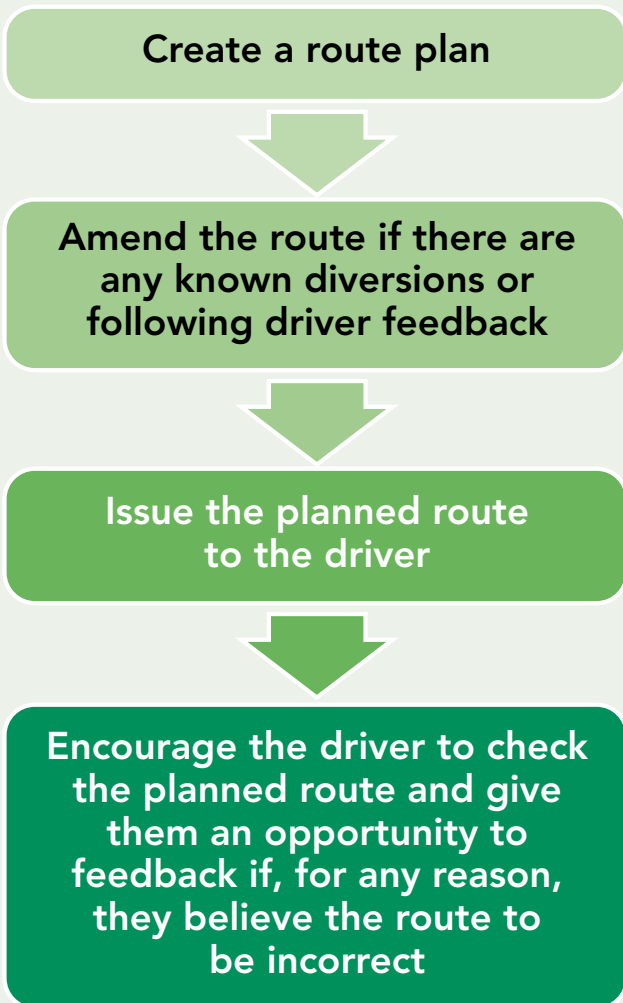 Create a route plan
Amend the route if there are
any known diversions or
following driver feedback
Issue the planned route
to the driver
Encourage the driver to check
the planned route and give
them an opportunity to
feedback if, for any reason,
they believe the route to
be incorrect